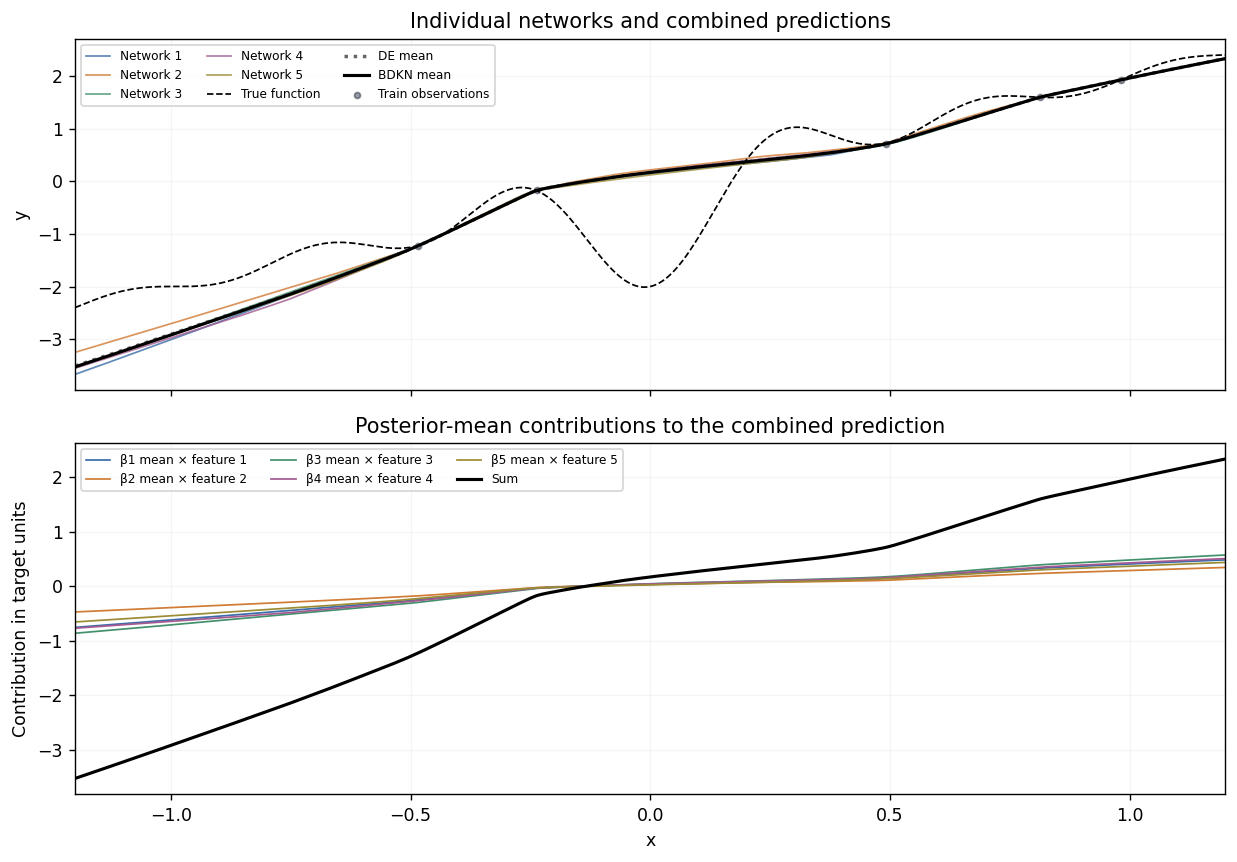 Individual networks and combined predictions
Network 1
Network 2
Network 3
Network 4
Network 5
True function
DE mean
BDKN mean
Train observations
y
2
1
0
−1
−2
−3
Posterior-mean contributions to the combined prediction
β1 mean × feature 1
β2 mean × feature 2
β3 mean × feature 3
β4 mean × feature 4
β5 mean × feature 5
Sum
Contribution in target units
2
1
0
−1
−2
−3
−1.0
−0.5
0.0
0.5
1.0
x